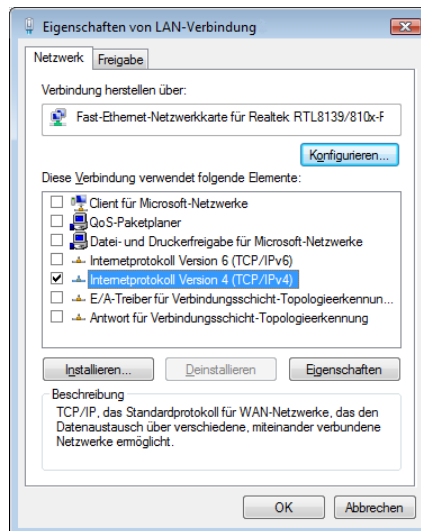 Eigenschaften von LAN-Verbindung
Netzwerk
Freigabe
Verbindung herstellen über:
Fast-Ethernet-Netzwerkkarte für Realtek RTL8139/810x-F
Konfigurieren...
Diese Verbindung verwendet folgende Elemente:
Client für Microsoft-Netzwerke
QoS-Paketplaner
Datei- und Druckerfreigabe für Microsoft-Netzwerke
Internetprotokoll Version 6 (TCP/IPv6)
Internetprotokoll Version 4 (TCP/IPv4)
E/A-Treiber für Verbindungsschicht-Topologieerkennun...
Antwort für Verbindungsschicht-Topologieerkennung
Installieren...
Deinstallieren
Eigenschaften
Beschreibung
TCP/IP, das Standardprotokoll für WAN-Netzwerke, das den
Datenaustausch über verschiedene, miteinander verbundene
Netzwerke ermöglicht.
OK
Abbrechen